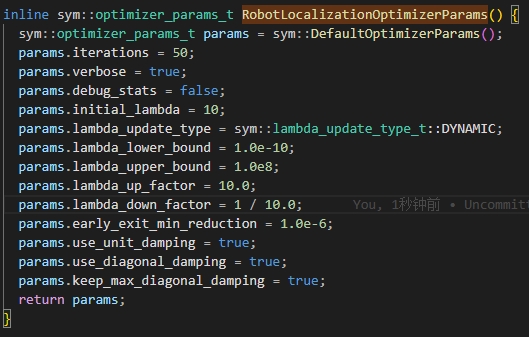 inline sym::optimizer_params_t RobotLocalizationOptimizerParams() {
  sym::optimizer_params_t params = sym::DefaultOptimizerParams();
  params.iterations = 50;
  params.verbose = true;
  params.debug_stats = false;
  params.initial_lambda = 10;
  params.lambda_update_type = sym::lambda_update_type_t::DYNAMIC;
  params.lambda_lower_bound = 1.0e-10;
  params.lambda_upper_bound = 1.0e8;
  params.lambda_up_factor = 10.0;
  params.lambda_down_factor = 1 / 10.0;     You, 1秒钟前 • Uncommitt
  params.early_exit_min_reduction = 1.0e-6;
  params.use_unit_damping = true;
  params.use_diagonal_damping = true;
  params.keep_max_diagonal_damping = true;
  return params;
}